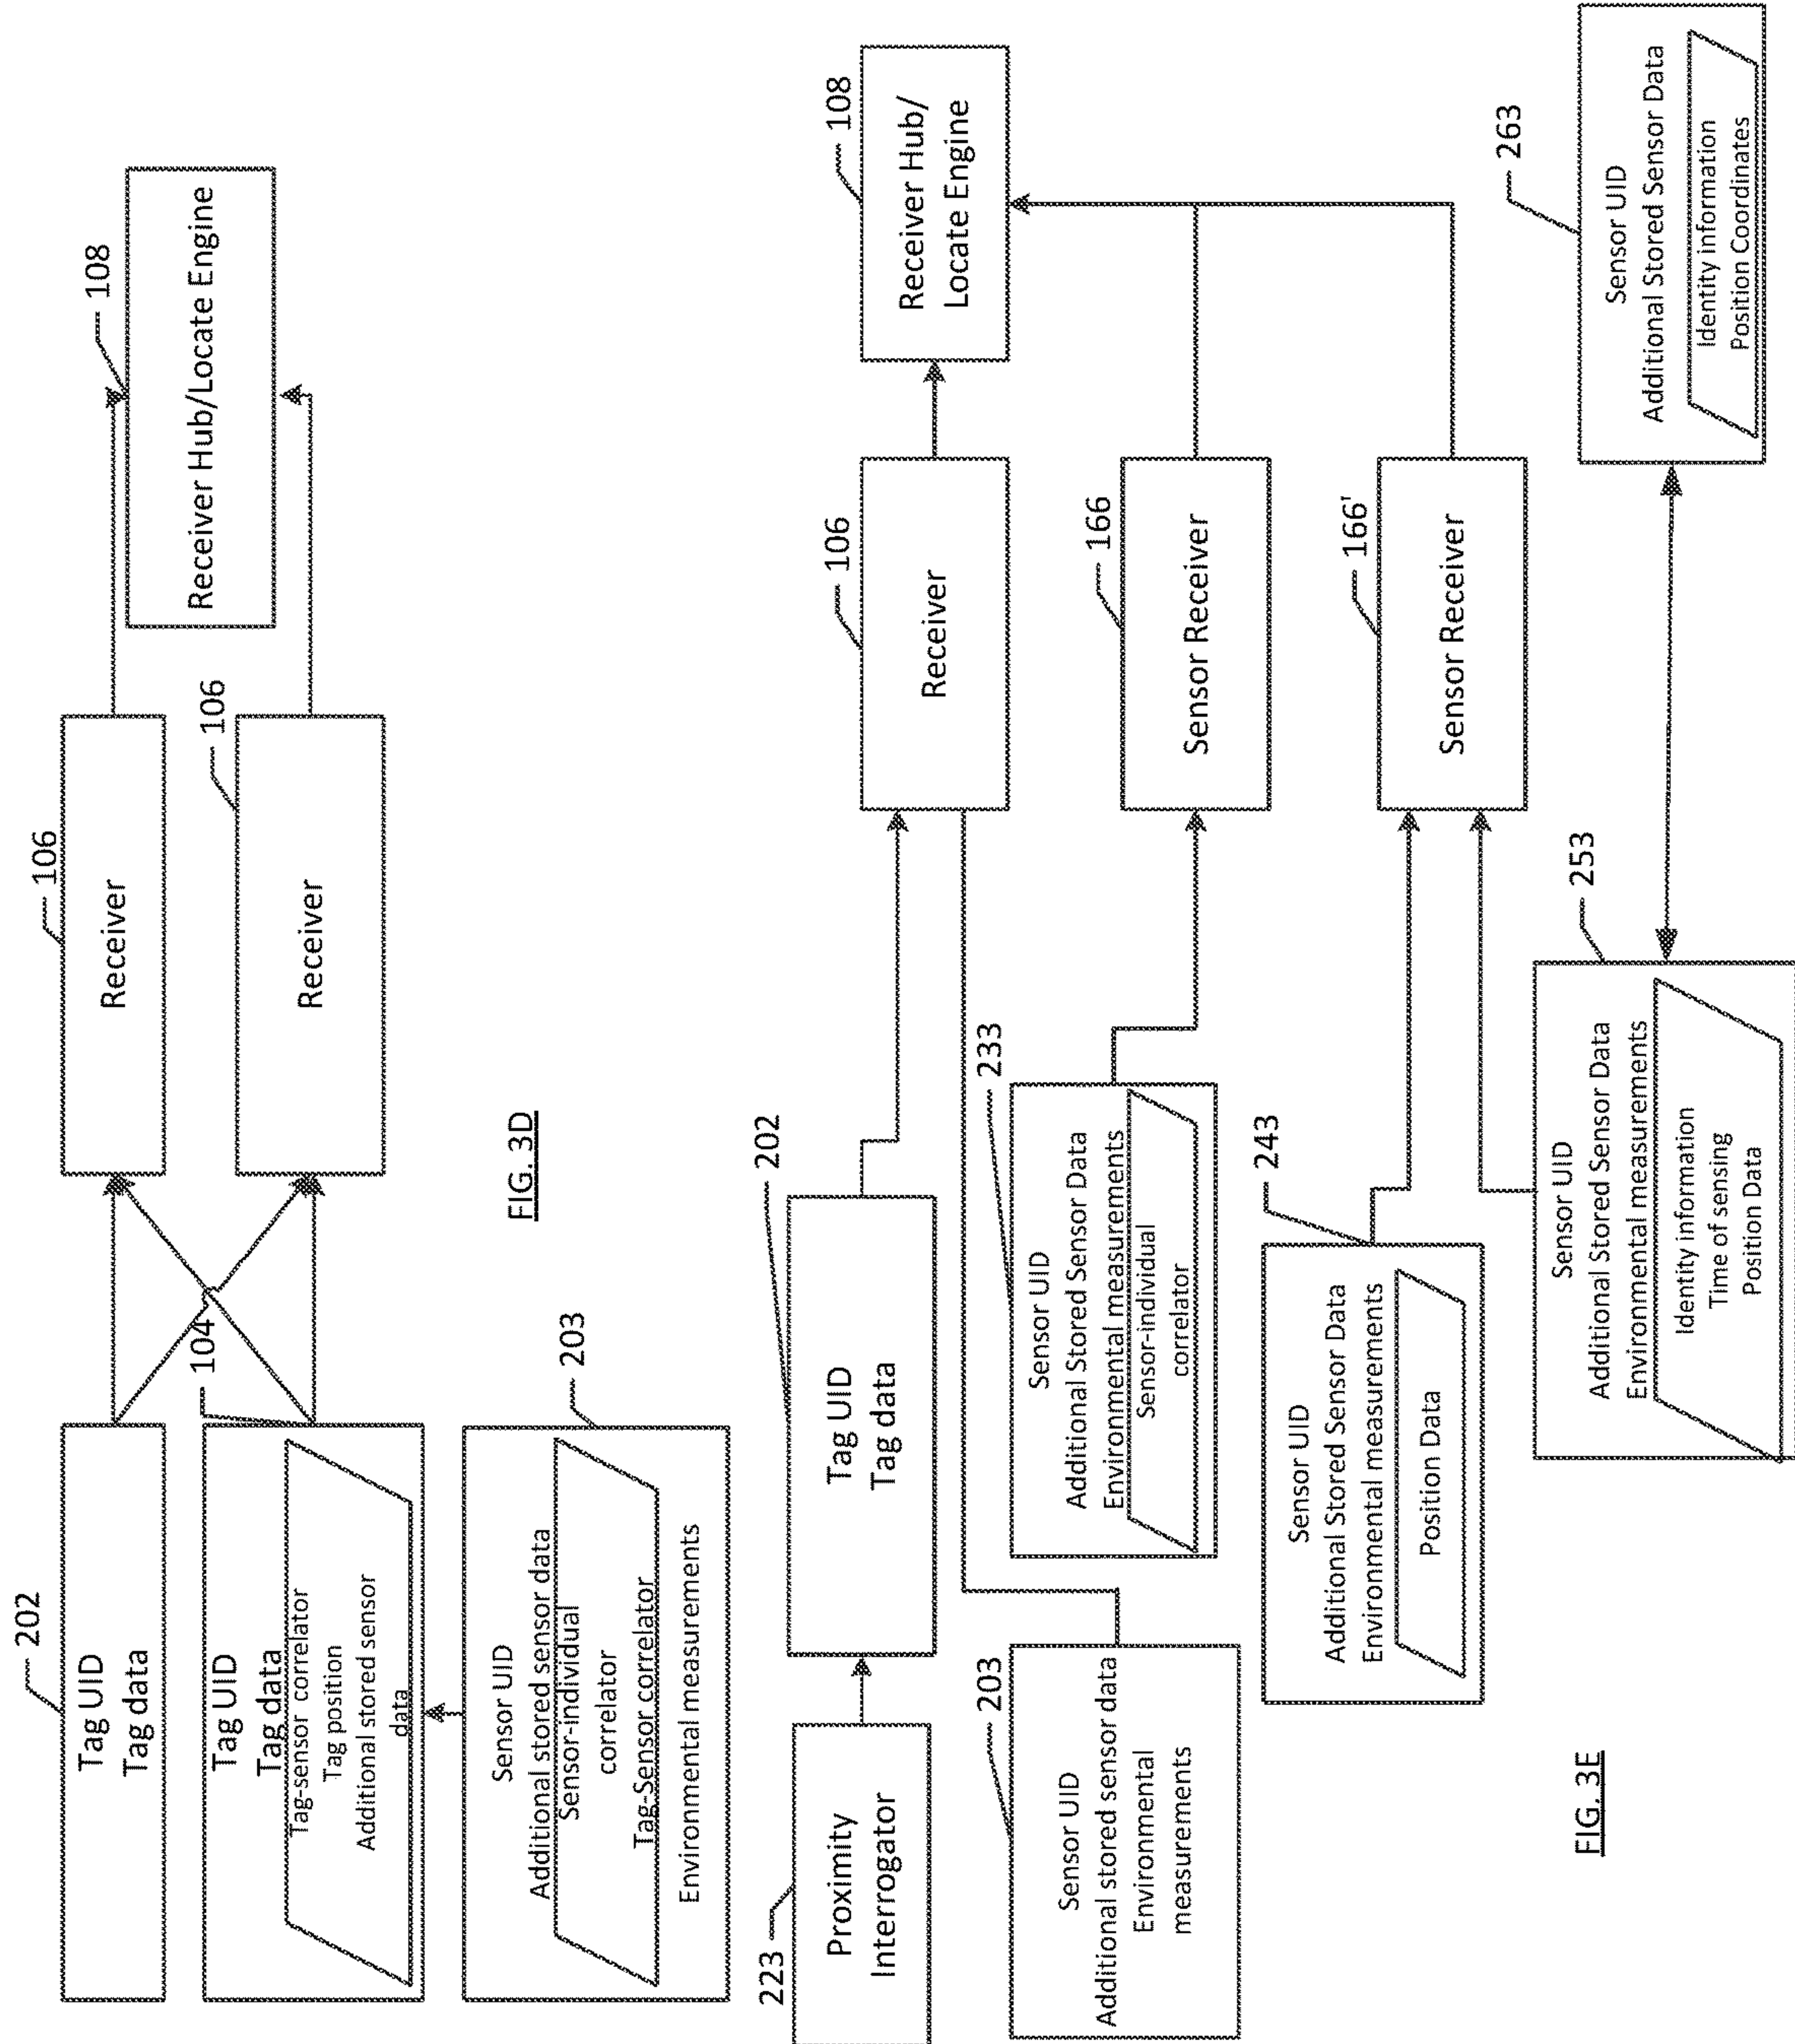 202
Tag UID
Tag data
106
Receiver
108
Receiver Hub/Locate Engine
104
Tag UID
Tag data
Tag-sensor correlator
Tag position
Additional stored sensor
data
106
Receiver
203
Sensor UID
Additional stored sensor data
Sensor-individual
correlator
Tag-Sensor correlator
Environmental measurements
FIG. 3D
223
Proximity
Interrogator
202
Tag UID
Tag data
106
Receiver
108
Receiver Hub/
Locate Engine
203
Sensor UID
Additional stored sensor data
Environmental
measurements
233
Sensor UID
Additional Stored Sensor Data
Environmental measurements
Sensor-individual
correlator
166
Sensor Receiver
243
Sensor UID
Additional Stored Sensor Data
Environmental measurements
Position Data
166'
Sensor Receiver
253
Sensor UID
Additional Stored Sensor Data
Environmental measurements
Identity information
Time of sensing
Position Data
263
Sensor UID
Additional Stored Sensor Data
Identity information
Position Coordinates
FIG. 3E